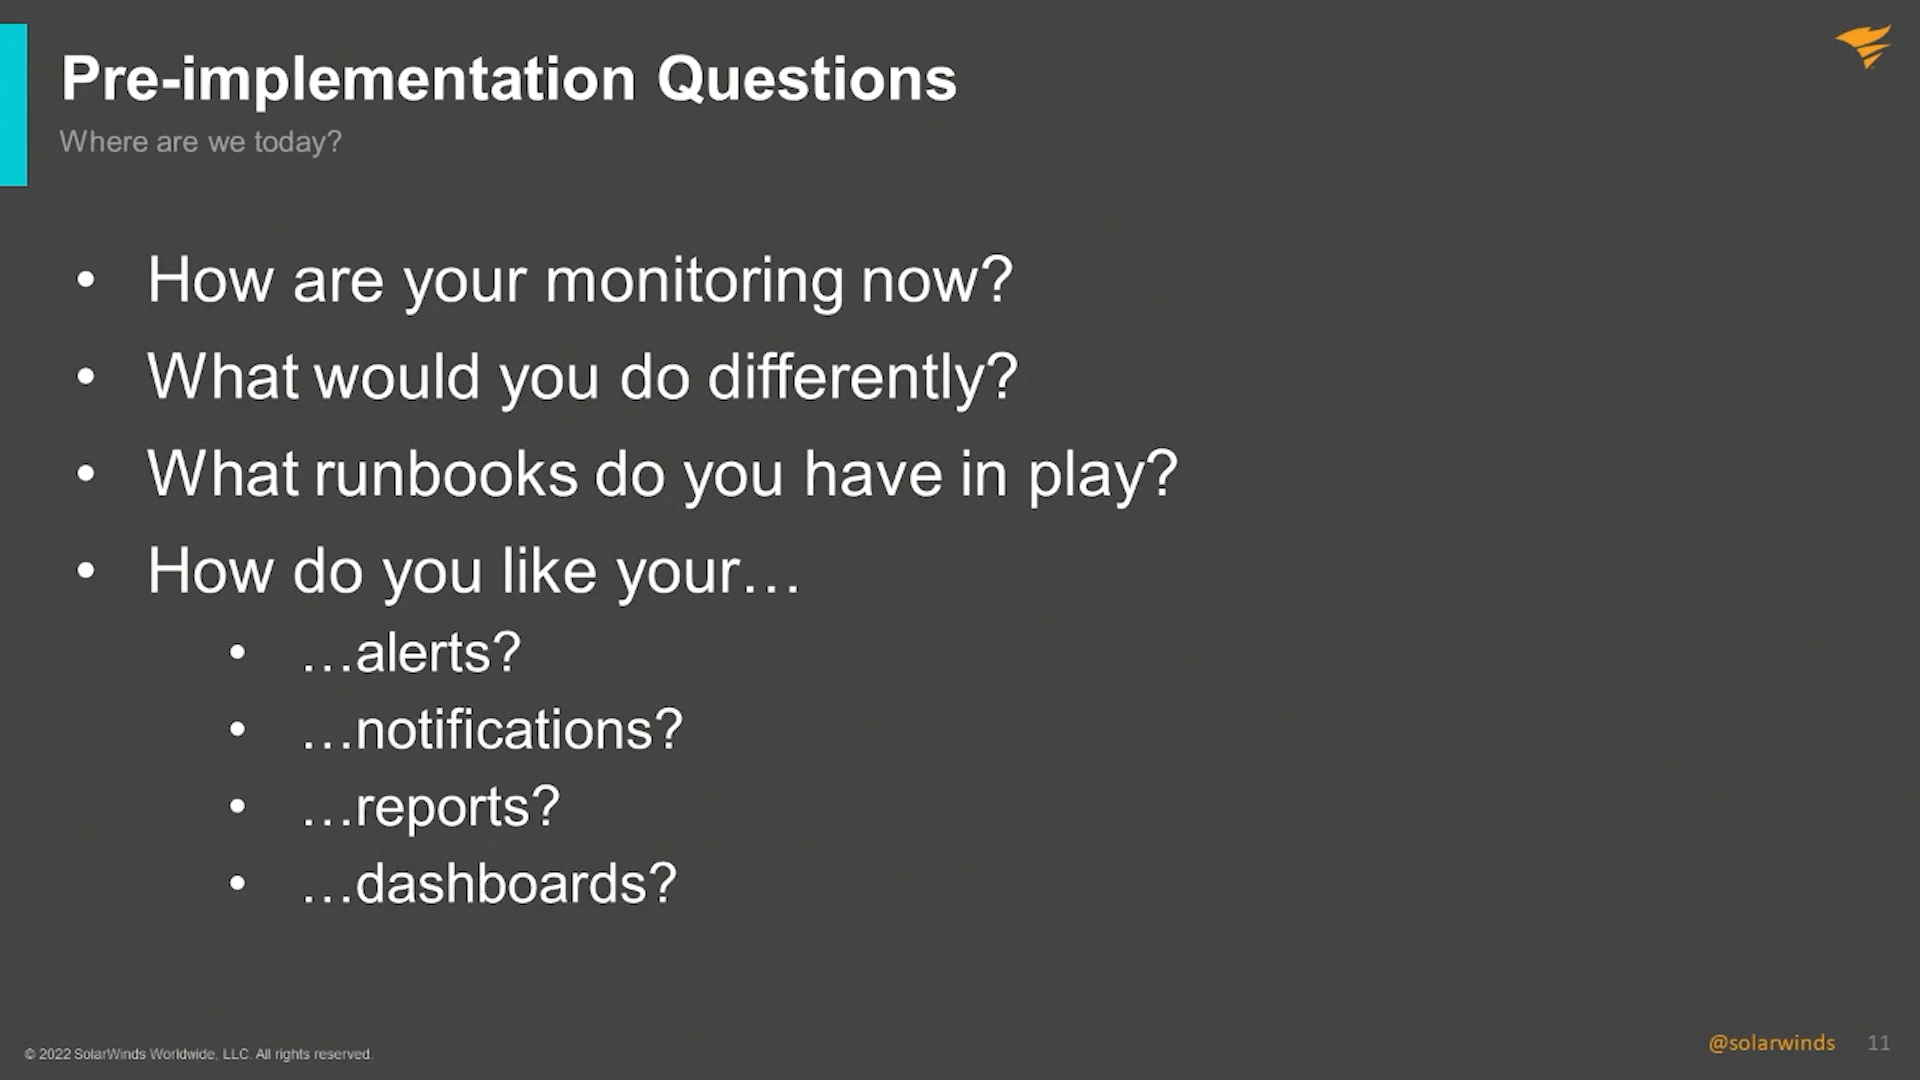 Pre-implementation Questions
Where are we today?
• How are your monitoring now?
• What would you do differently?
• What runbooks do you have in play?
• How do you like your…
• …alerts?
• …notifications?
• …reports?
• …dashboards?
© 2022 SolarWinds Worldwide, LLC. All rights reserved.
@solarwinds 11